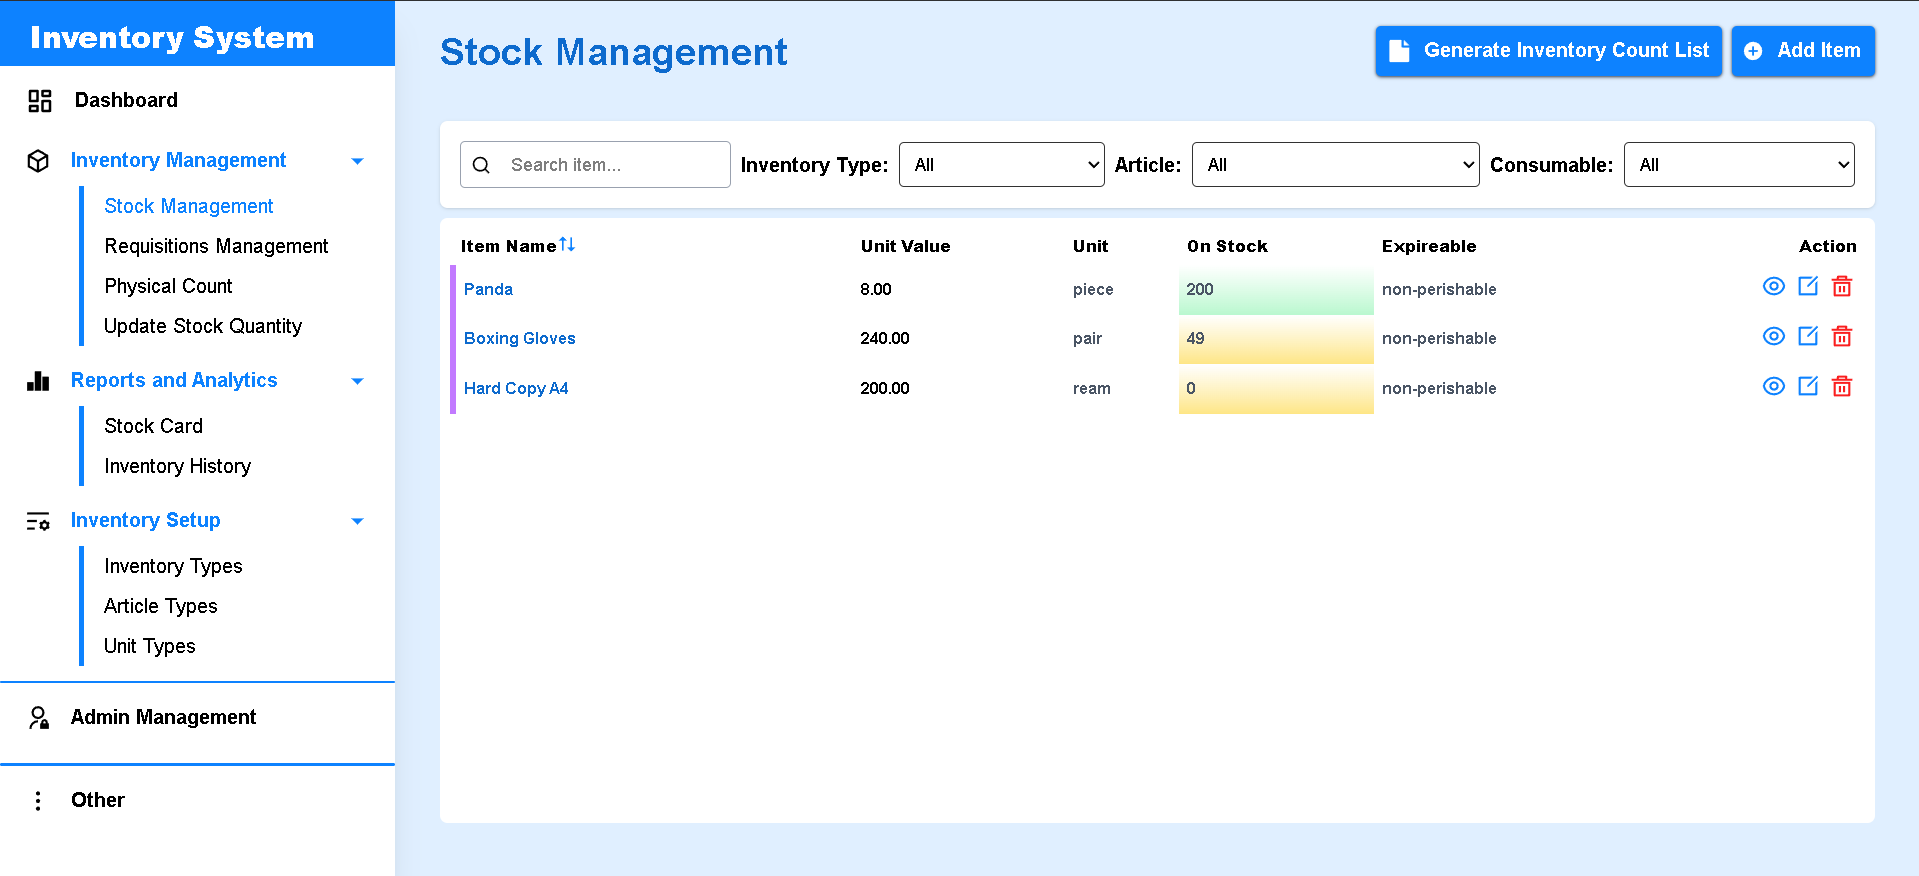 Inventory System
Dashboard
Inventory Management
Stock Management
Requisitions Management
Physical Count
Update Stock Quantity
Reports and Analytics
Stock Card
Inventory History
Inventory Setup
Inventory Types
Article Types
Unit Types
Admin Management
Other
Stock Management
Generate Inventory Count List
Add Item
Search item... Inventory Type: All Article: All Consumable: All
Item Name Unit Value Unit On Stock Expireable Action
Panda 8.00 piece 200 non-perishable
Boxing Gloves 240.00 pair 49 non-perishable
Hard Copy A4 200.00 ream 0 non-perishable